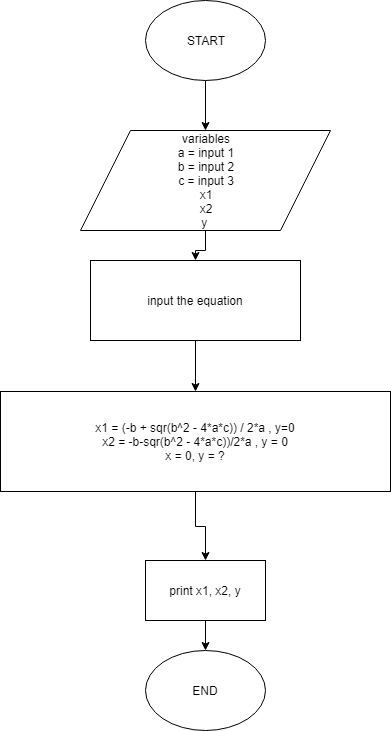 START
variables
a = input 1
b = input 2
c = input 3
x1
x2
y
input the equation
x1 = (-b + sqr(b^2 - 4*a*c)) / 2*a , y=0
x2 = -b-sqr(b^2 - 4*a*c))/2*a , y = 0
x = 0, y = ?
print x1, x2, y
END